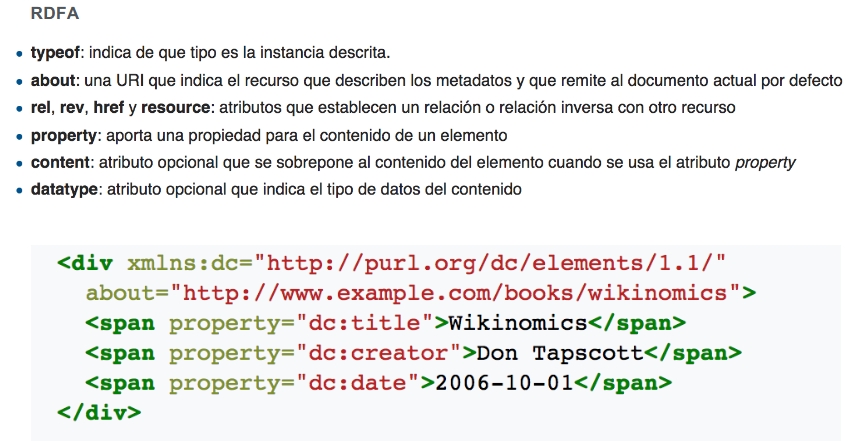 RDFA
• typeof: indica de que tipo es la instancia descrita.
• about: una URI que indica el recurso que describen los metadatos y que remite al documento actual por defecto
• rel, rev, href y resource: atributos que establecen un relación o relación inversa con otro recurso
• property: aporta una propiedad para el contenido de un elemento
• content: atributo opcional que se sobrepone al contenido del elemento cuando se usa el atributo property
• datatype: atributo opcional que indica el tipo de datos del contenido
<div xmlns:dc="http://purl.org/dc/elements/1.1/"
about="http://www.example.com/books/wikinomics">
<span property="dc:title">Wikinomics</span>
<span property="dc:creator">Don Tapscott</span>
<span property="dc:date">2006-10-01</span>
</div>